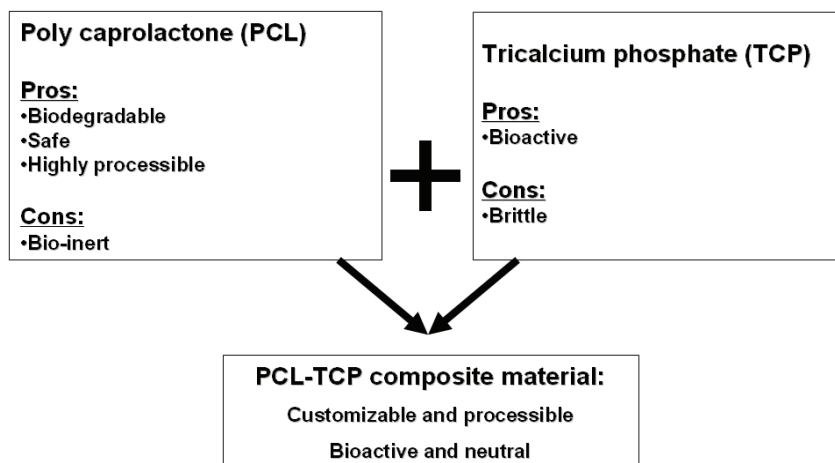 Poly caprolactone (PCL)
Pros:
•Biodegradable
•Safe
•Highly processible
Cons:
•Bio-inert
+
Tricalcium phosphate (TCP)
Pros:
•Bioactive
Cons:
•Brittle
PCL-TCP composite material:
Customizable and processible
Bioactive and neutral